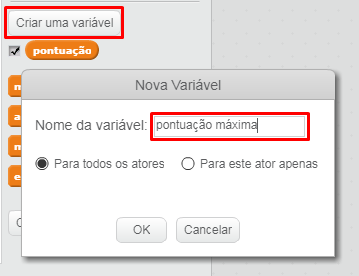 Criar uma variável
pontuação
Nova Variável
Nome da variável: pontuação máxima
Para todos os atores Para este ator apenas
OK Cancelar